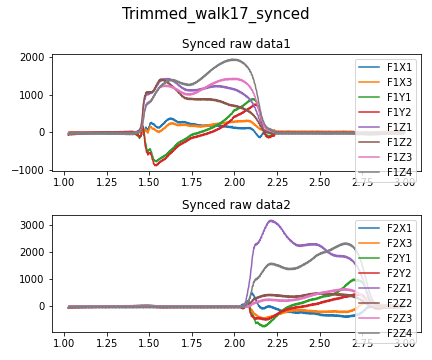 Trimmed_walk17_synced
Synced raw data1
2000
1000
0
−1000
F1X1
F1X3
F1Y1
F1Y2
F1Z1
F1Z2
F1Z3
F1Z4
1.00 1.25 1.50 1.75 2.00 2.25 2.50 2.75 3.00
Synced raw data2
3000
2000
1000
0
F2X1
F2X3
F2Y1
F2Y2
F2Z1
F2Z2
F2Z3
F2Z4
1.00 1.25 1.50 1.75 2.00 2.25 2.50 2.75 3.00